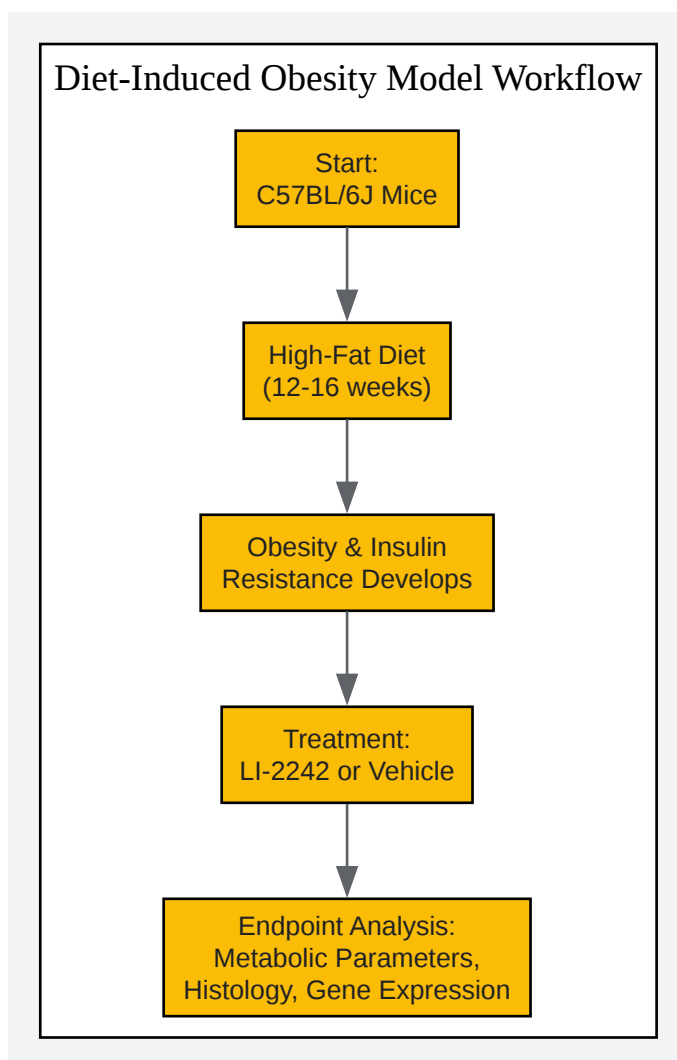 Diet-Induced Obesity Model Workflow
Start:
C57BL/6J Mice
High-Fat Diet
(12-16 weeks)
Obesity & Insulin
Resistance Develops
Treatment:
LI-2242 or Vehicle
Endpoint Analysis:
Metabolic Parameters,
Histology, Gene Expression